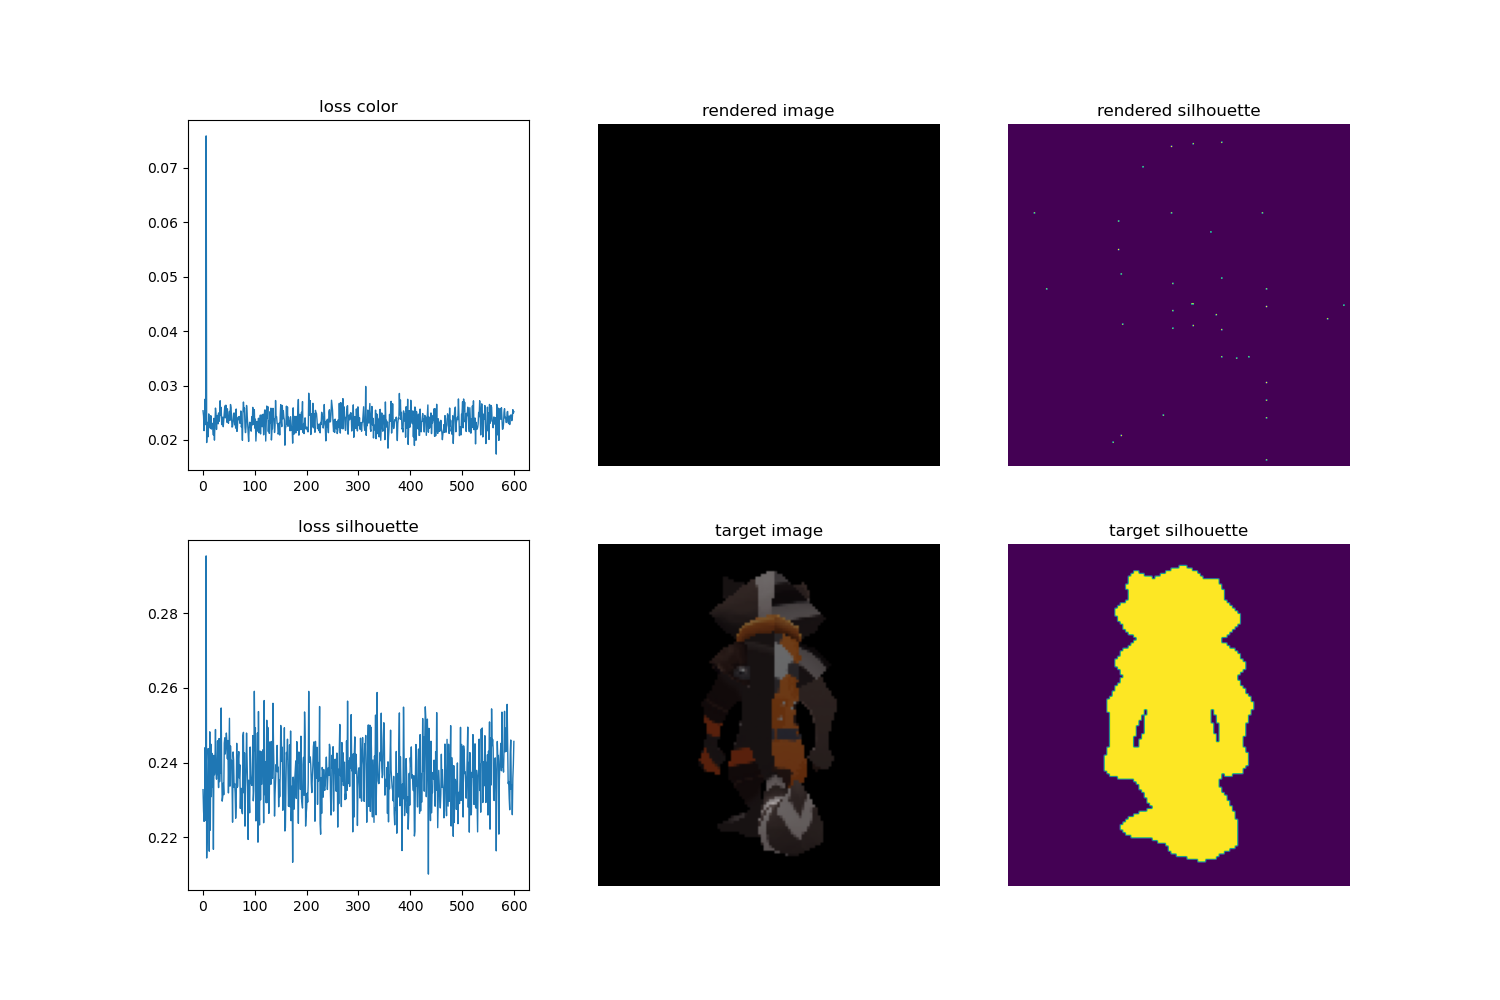 loss color
rendered image
rendered silhouette
0.07
0.06
0.05
0.04
0.03
0.02
0 100 200 300 400 500 600
loss silhouette
target image
target silhouette
0.28
0.26
0.24
0.22
0 100 200 300 400 500 600